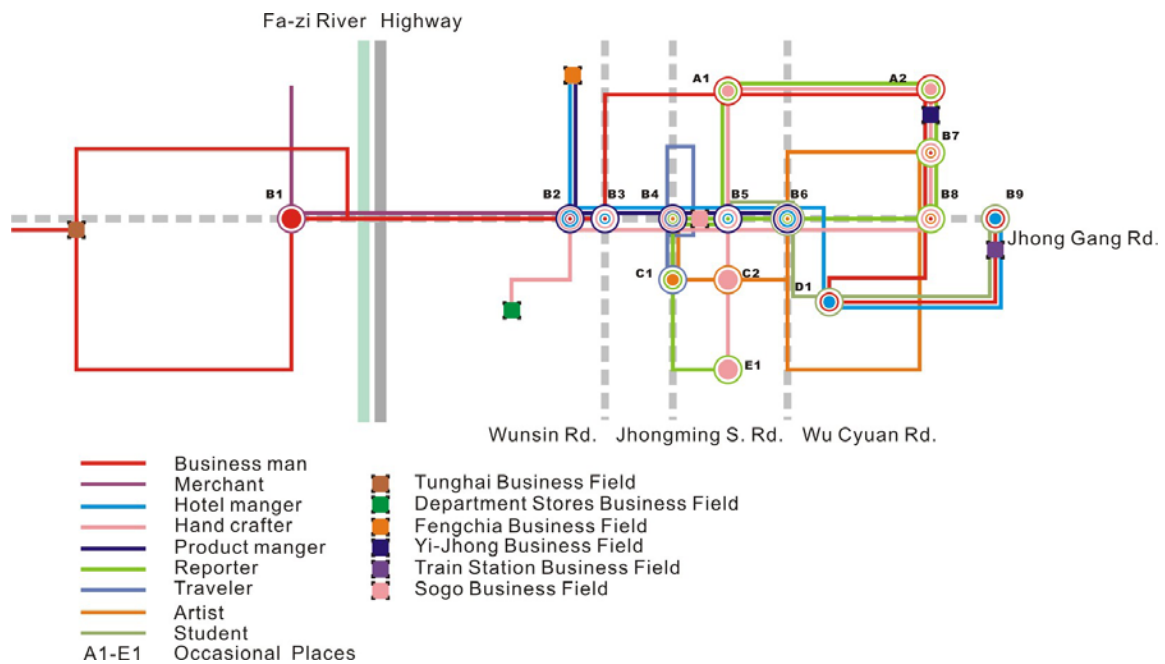 Fa-zi River Highway
A1 A2
B7
B1 B2 B3 B4 B5 B6 B8 B9
Jhong Gang Rd.
C1 C2 D1
E1
Wunsin Rd. Jhongming S. Rd. Wu Cyuan Rd.
Business man
Merchant
Hotel manger
Hand crafter
Product manger
Reporter
Traveler
Artist
Student
A1-E1 Occasional Places
Tunghai Business Field
Department Stores Business Field
Fengchia Business Field
Yi-Jhong Business Field
Train Station Business Field
Sogo Business Field